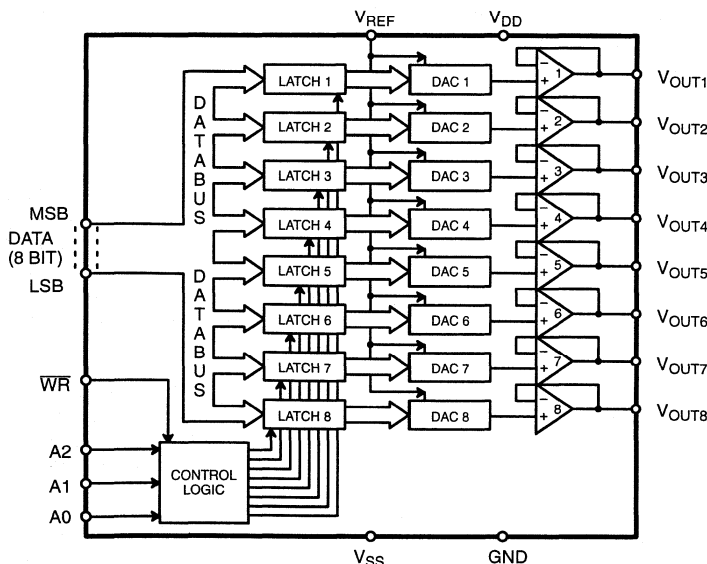 VREF VDD
LATCH 1 DAC 1 - + 1 VOUT1
LATCH 2 DAC 2 - + 2 VOUT2
LATCH 3 DAC 3 - + 3 VOUT3
LATCH 4 DAC 4 - + 4 VOUT4
LATCH 5 DAC 5 - + 5 VOUT5
LATCH 6 DAC 6 - + 6 VOUT6
LATCH 7 DAC 7 - + 7 VOUT7
LATCH 8 DAC 8 - + 8 VOUT8
DATABUS
DATABUS
MSB
DATA
(8 BIT)
LSB
W̅R̅
A2
A1
A0
CONTROL
LOGIC
VSS GND